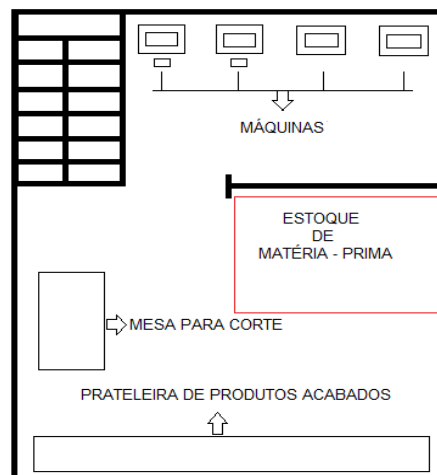 MÁQUINAS
ESTOQUE
DE
MATÉRIA - PRIMA
MESA PARA CORTE
PRATELEIRA DE PRODUTOS ACABADOS